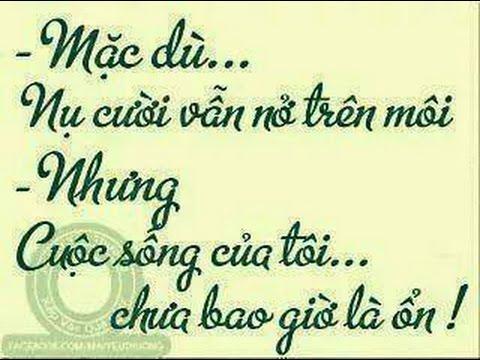 - Mặc dù...
Nụ cười vẫn nở trên môi
- Nhưng
Cuộc sống của tôi...
chưa bao giờ là ổn !